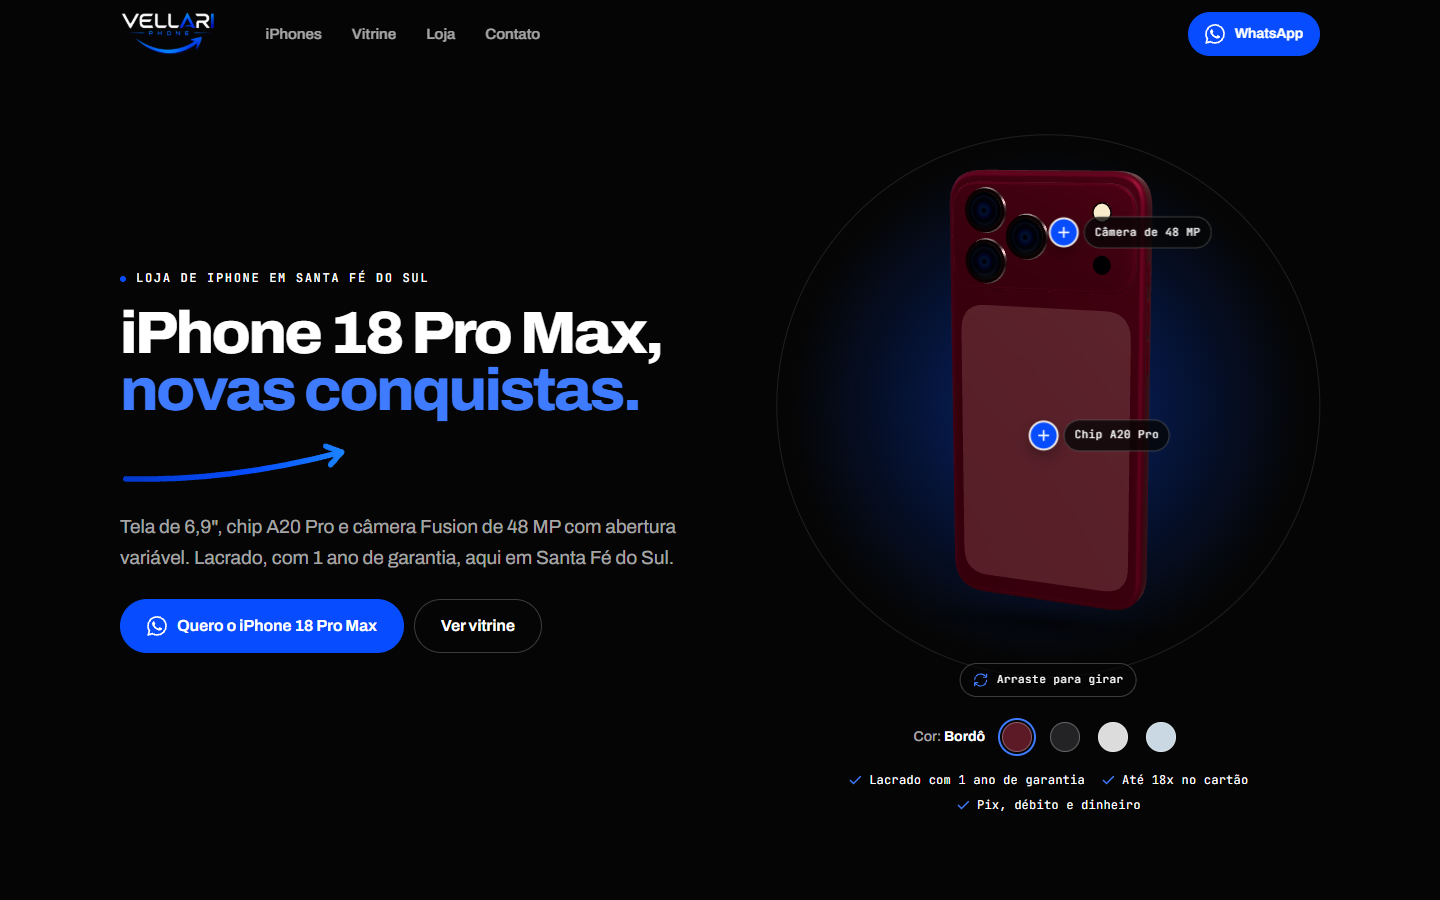 VELLARI
PHONE
iPhones
Vitrine
Loja
Contato
WhatsApp
LOJA DE IPHONE EM SANTA FÉ DO SUL
iPhone 18 Pro Max,
novas conquistas.
Tela de 6,9", chip A20 Pro e câmera Fusion de 48 MP com abertura
variável. Lacrado, com 1 ano de garantia, aqui em Santa Fé do Sul.
Quero o iPhone 18 Pro Max
Ver vitrine
Câmera de 48 MP
Chip A20 Pro
Arraste para girar
Cor: Bordô
Lacrado com 1 ano de garantia
Até 18x no cartão
Pix, débito e dinheiro